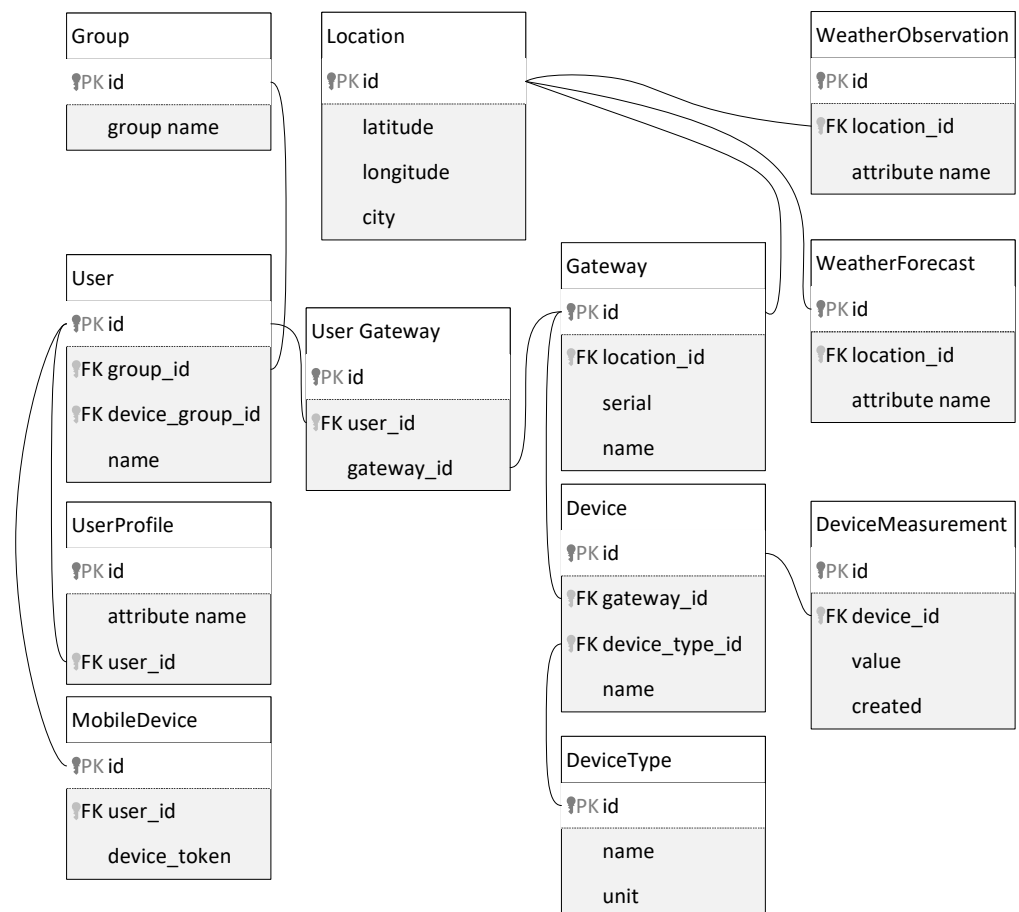 Group
PK id
group name
Location
PK id
latitude
longitude
city
WeatherObservation
PK id
FK location_id
attribute name
User
PK id
FK group_id
FK device_group_id
name
User Gateway
PK id
FK user_id
gateway_id
Gateway
PK id
FK location_id
serial
name
WeatherForecast
PK id
FK location_id
attribute name
UserProfile
PK id
attribute name
FK user_id
Device
PK id
FK gateway_id
FK device_type_id
name
DeviceMeasurement
PK id
FK device_id
value
created
MobileDevice
PK id
FK user_id
device_token
DeviceType
PK id
name
unit